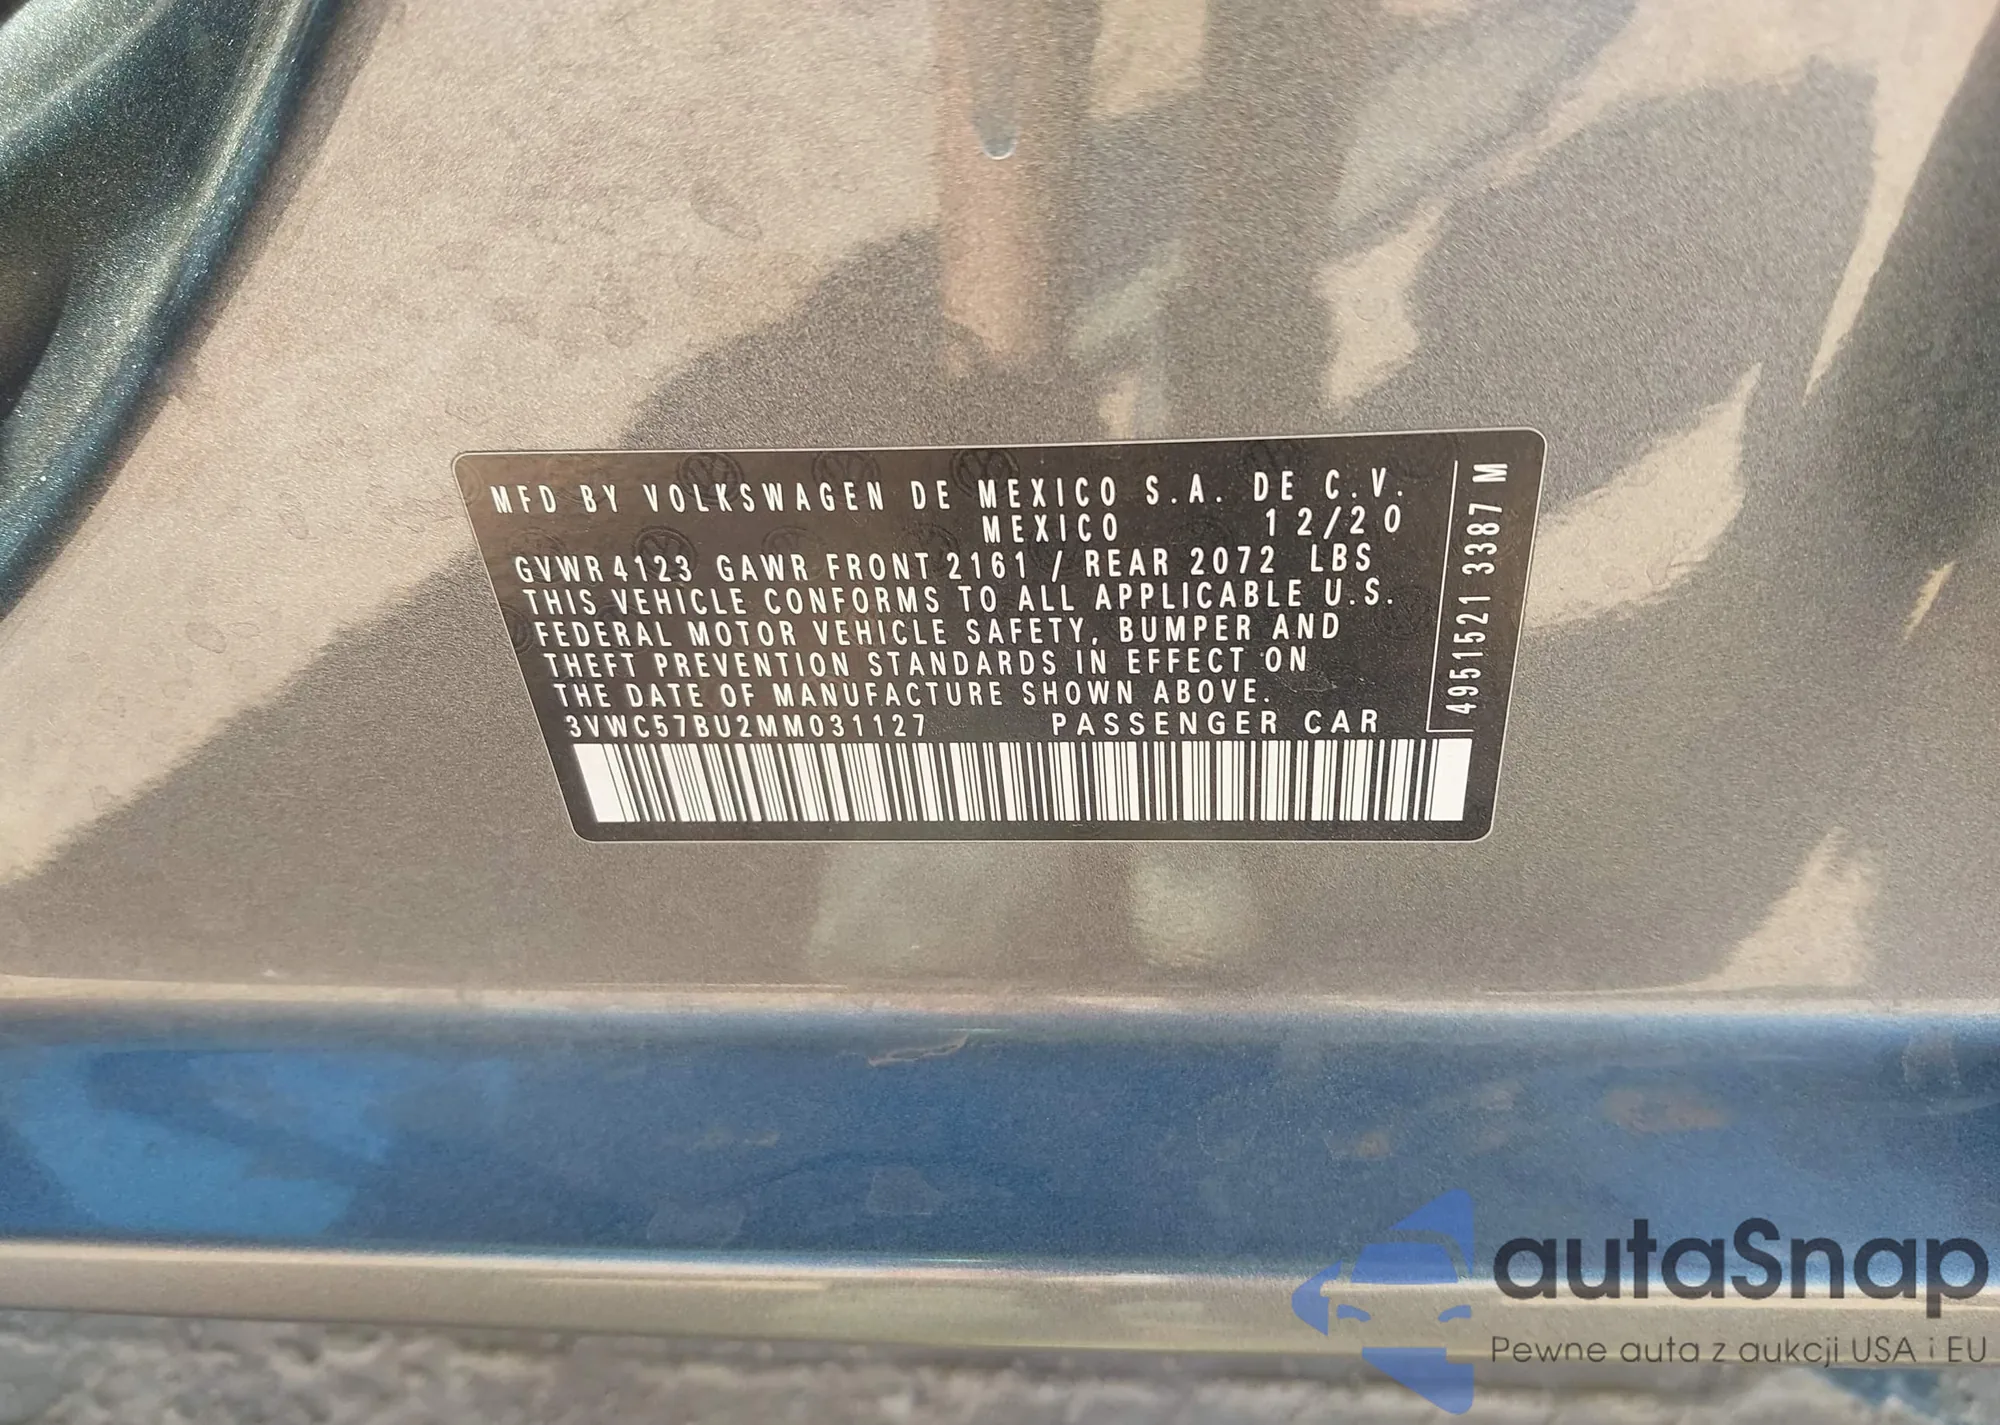 MFD BY VOLKSWAGEN DE MEXICO S.A. DE C.V.
MEXICO 12/20
GVWR 4123 GAWR FRONT 2161 / REAR 2072 LBS
THIS VEHICLE CONFORMS TO ALL APPLICABLE U.S.
FEDERAL MOTOR VEHICLE SAFETY, BUMPER AND
THEFT PREVENTION STANDARDS IN EFFECT ON
THE DATE OF MANUFACTURE SHOWN ABOVE.
3VWC57BU2MM031127 PASSENGER CAR
4951521 3387 M
autaSnap
Pewne auta z aukcji USA i EU